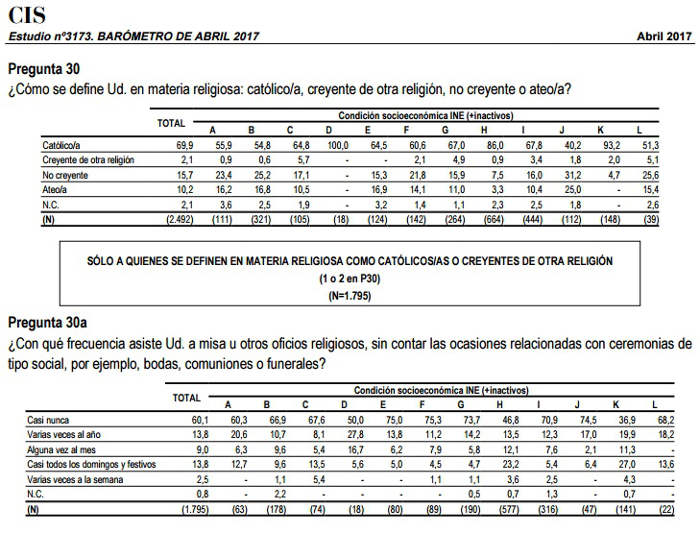 CIS
Estudio nº3173. BARÓMETRO DE ABRIL 2017 Abril 2017
Pregunta 30
¿Cómo se define Ud. en materia religiosa: católico/a, creyente de otra religión, no creyente o ateo/a?
Condición socioeconómica INE (+inactivos)
TOTAL A B C D E F G H I J K L
Católico/a 69,9 55,9 54,8 64,8 100,0 64,5 60,6 67,0 86,0 67,8 40,2 93,2 51,3
Creyente de otra religión 2,1 0,9 0,6 5,7 - - 2,1 4,9 0,9 3,4 1,8 2,0 5,1
No creyente 15,7 23,4 25,2 17,1 - 15,3 21,8 15,9 7,5 16,0 31,2 4,7 25,6
Ateo/a 10,2 16,2 16,8 10,5 - 16,9 14,1 11,0 3,3 10,4 25,0 - 15,4
N.C. 2,1 3,6 2,5 1,9 - 3,2 1,4 1,1 2,3 2,5 1,8 - 2,6
(N) (2.492) (111) (321) (105) (18) (124) (142) (264) (664) (444) (112) (148) (39)
SÓLO A QUIENES SE DEFINEN EN MATERIA RELIGIOSA COMO CATÓLICOS/AS O CREYENTES DE OTRA RELIGIÓN
(1 o 2 en P30)
(N=1.795)
Pregunta 30a
¿Con qué frecuencia asiste Ud. a misa u otros oficios religiosos, sin contar las ocasiones relacionadas con ceremonias de
tipo social, por ejemplo, bodas, comuniones o funerales?
Condición socioeconómica INE (+inactivos)
TOTAL A B C D E F G H I J K L
Casi nunca 60,1 60,3 66,9 67,6 50,0 75,0 75,3 73,7 46,8 70,9 74,5 36,9 68,2
Varias veces al año 13,8 20,6 10,7 8,1 27,8 13,8 11,2 14,2 13,5 12,3 17,0 19,9 18,2
Alguna vez al mes 9,0 6,3 9,6 5,4 16,7 6,2 7,9 5,8 12,1 7,6 2,1 11,3 -
Casi todos los domingos y festivos 13,8 12,7 9,6 13,5 5,6 5,0 4,5 4,7 23,2 5,4 6,4 27,0 13,6
Varias veces a la semana 2,5 - 1,1 5,4 - - 1,1 1,1 3,6 2,5 - 4,3 -
N.C. 0,8 - 2,2 - - - - 0,5 0,7 1,3 - 0,7 -
(N) (1.795) (63) (178) (74) (18) (80) (89) (190) (577) (316) (47) (141) (22)